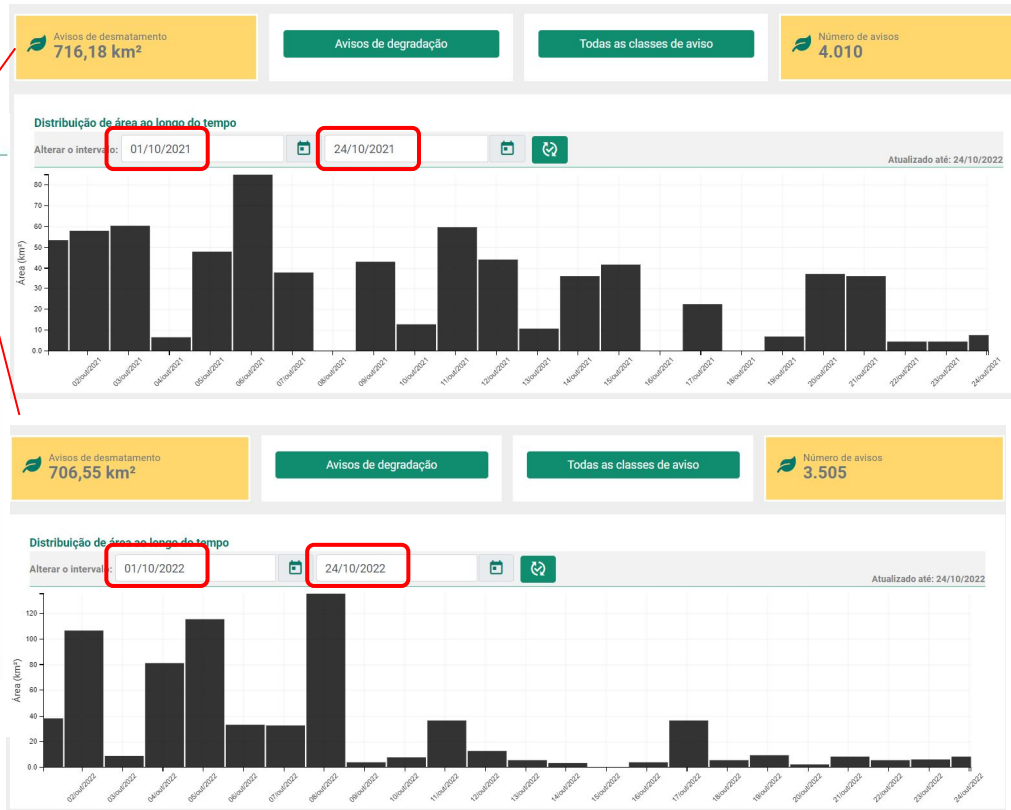 Avisos de desmatamento
716,18 km²
Avisos de degradação
Todas as classes de aviso
Número de avisos
4.010
Distribuição de área ao longo do tempo
Alterar o intervalo: 01/10/2021 24/10/2021
Atualizado até: 24/10/2022
Área (km²)
80
70
60
50
40
30
20
10
0.0
02/out/2021 03/out/2021 04/out/2021 05/out/2021 06/out/2021 07/out/2021 08/out/2021 09/out/2021 10/out/2021 11/out/2021 12/out/2021 13/out/2021 14/out/2021 15/out/2021 16/out/2021 17/out/2021 18/out/2021 19/out/2021 20/out/2021 21/out/2021 22/out/2021 23/out/2021 24/out/2021
Avisos de desmatamento
706,55 km²
Avisos de degradação
Todas as classes de aviso
Número de avisos
3.505
Distribuição de área ao longo do tempo
Alterar o intervalo: 01/10/2022 24/10/2022
Atualizado até: 24/10/2022
Área (km²)
120
100
80
60
40
20
0.0
02/out/2022 03/out/2022 04/out/2022 05/out/2022 06/out/2022 07/out/2022 08/out/2022 09/out/2022 10/out/2022 11/out/2022 12/out/2022 13/out/2022 14/out/2022 15/out/2022 16/out/2022 17/out/2022 18/out/2022 19/out/2022 20/out/2022 21/out/2022 22/out/2022 23/out/2022 24/out/2022